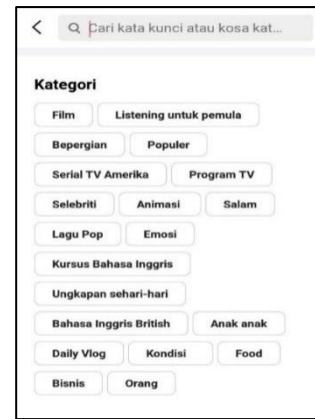 Cari kata kunci atau kosa kat...
Kategori
Film Listening untuk pemula
Bepergian Populer
Serial TV Amerika Program TV
Selebriti Animasi Salam
Lagu Pop Emosi
Kursus Bahasa Inggris
Ungkapan sehari-hari
Bahasa Inggris British Anak anak
Daily Vlog Kondisi Food
Bisnis Orang